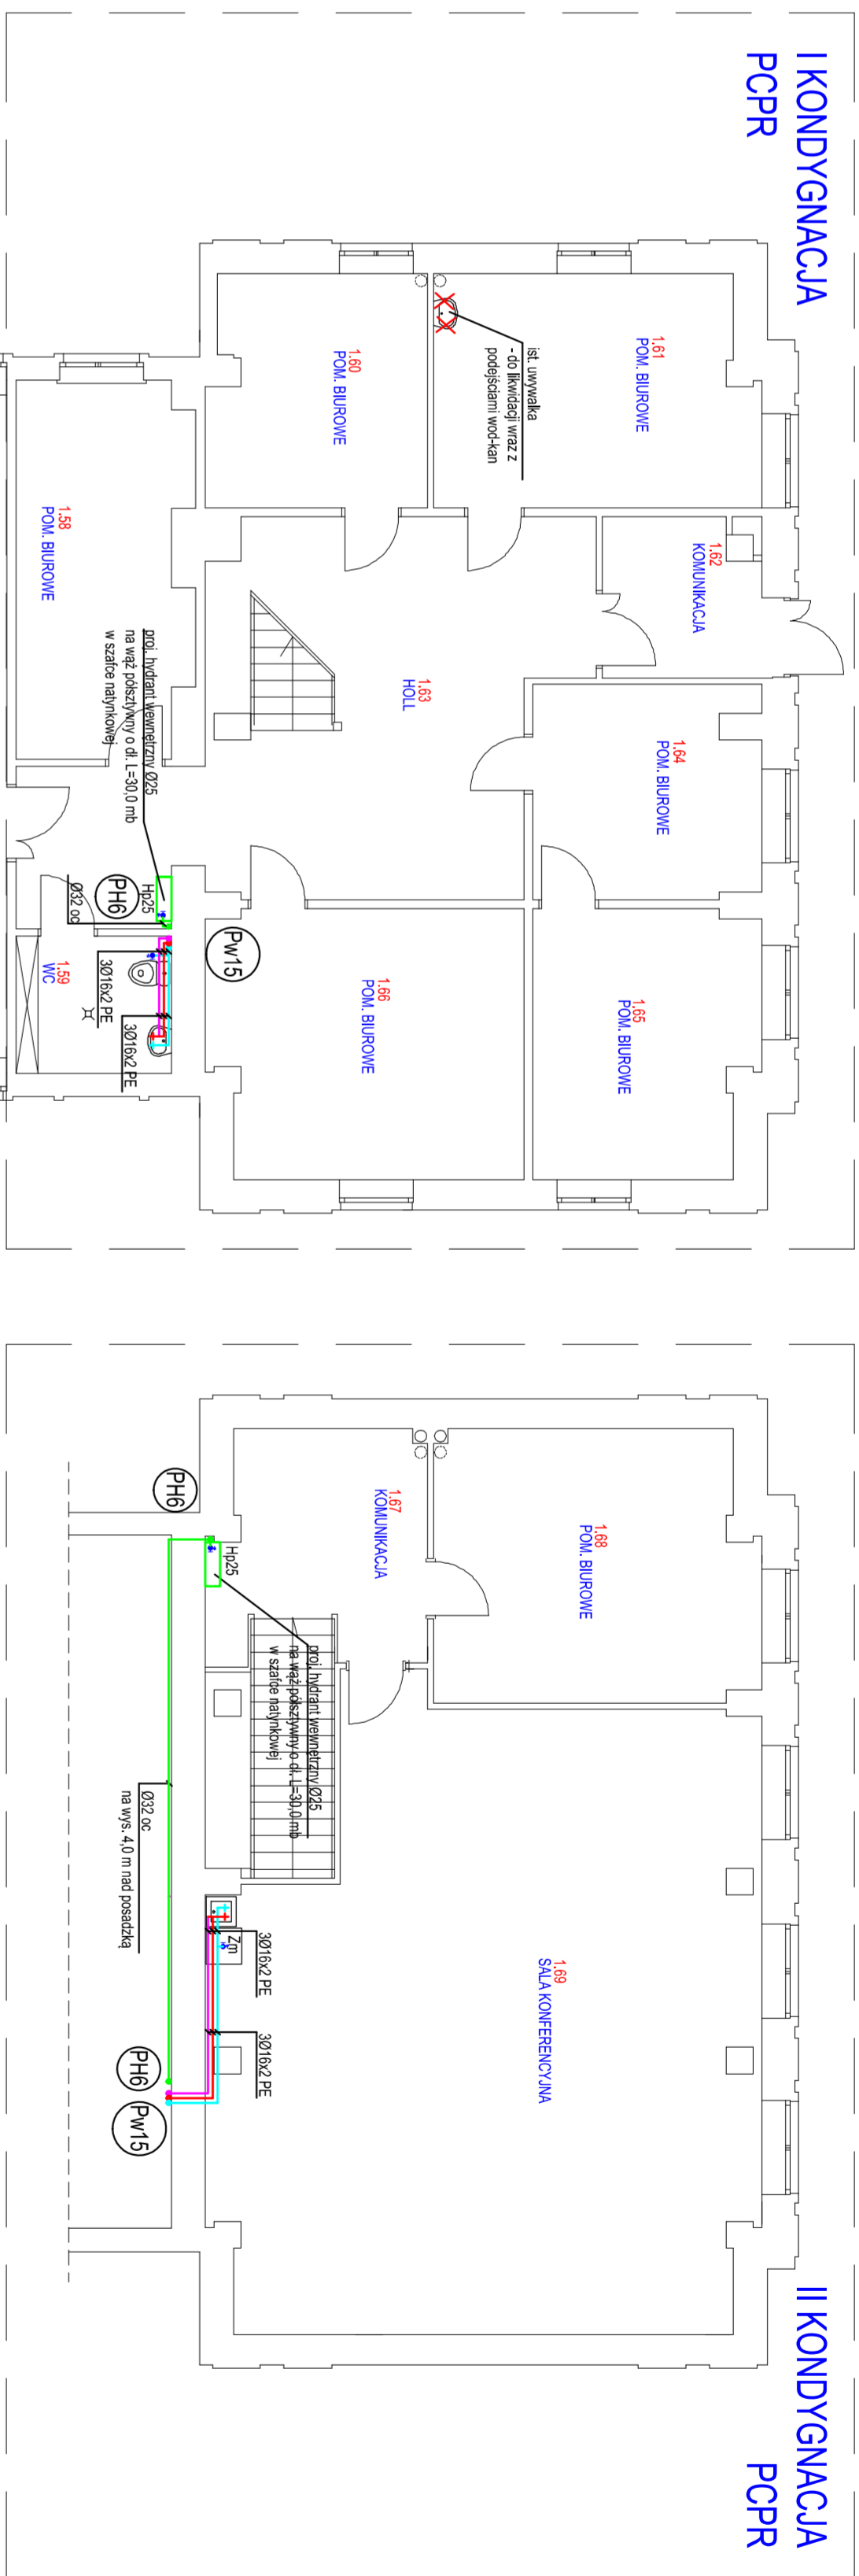 I KONDYGNACJA
PCPR
1.61
POM. BIUROWE
1.62
KOMUNIKACJA
1.64
POM. BIUROWE
1.65
POM. BIUROWE
ist. uwywalka
- do likwidacji wraz z
podejściami wod-kan
1.60
POM. BIUROWE
1.63
HOLL
1.66
POM. BIUROWE
Pw15
1.58
POM. BIUROWE
proj. hydrant wewnętrzny Ø25
na wąż półsztywny o dł. L=30,0 mb
w szafce natynkowej
Hp25
PH6
Ø32 oc
3Ø16x2 PE
3Ø16x2 PE
1.59
WC
II KONDYGNACJA
PCPR
1.68
POM. BIUROWE
1.69
SALA KONFERENCYJNA
1.67
KOMUNIKACJA
proj. hydrant wewnętrzny Ø25
na wąż półsztywny o dł. L=30,0 mb
w szafce natynkowej
Hp25
PH6
3Ø16x2 PE
3Ø16x2 PE
Zm
Ø32 oc
na wys. 4,0 m nad posadzką
PH6
Pw15